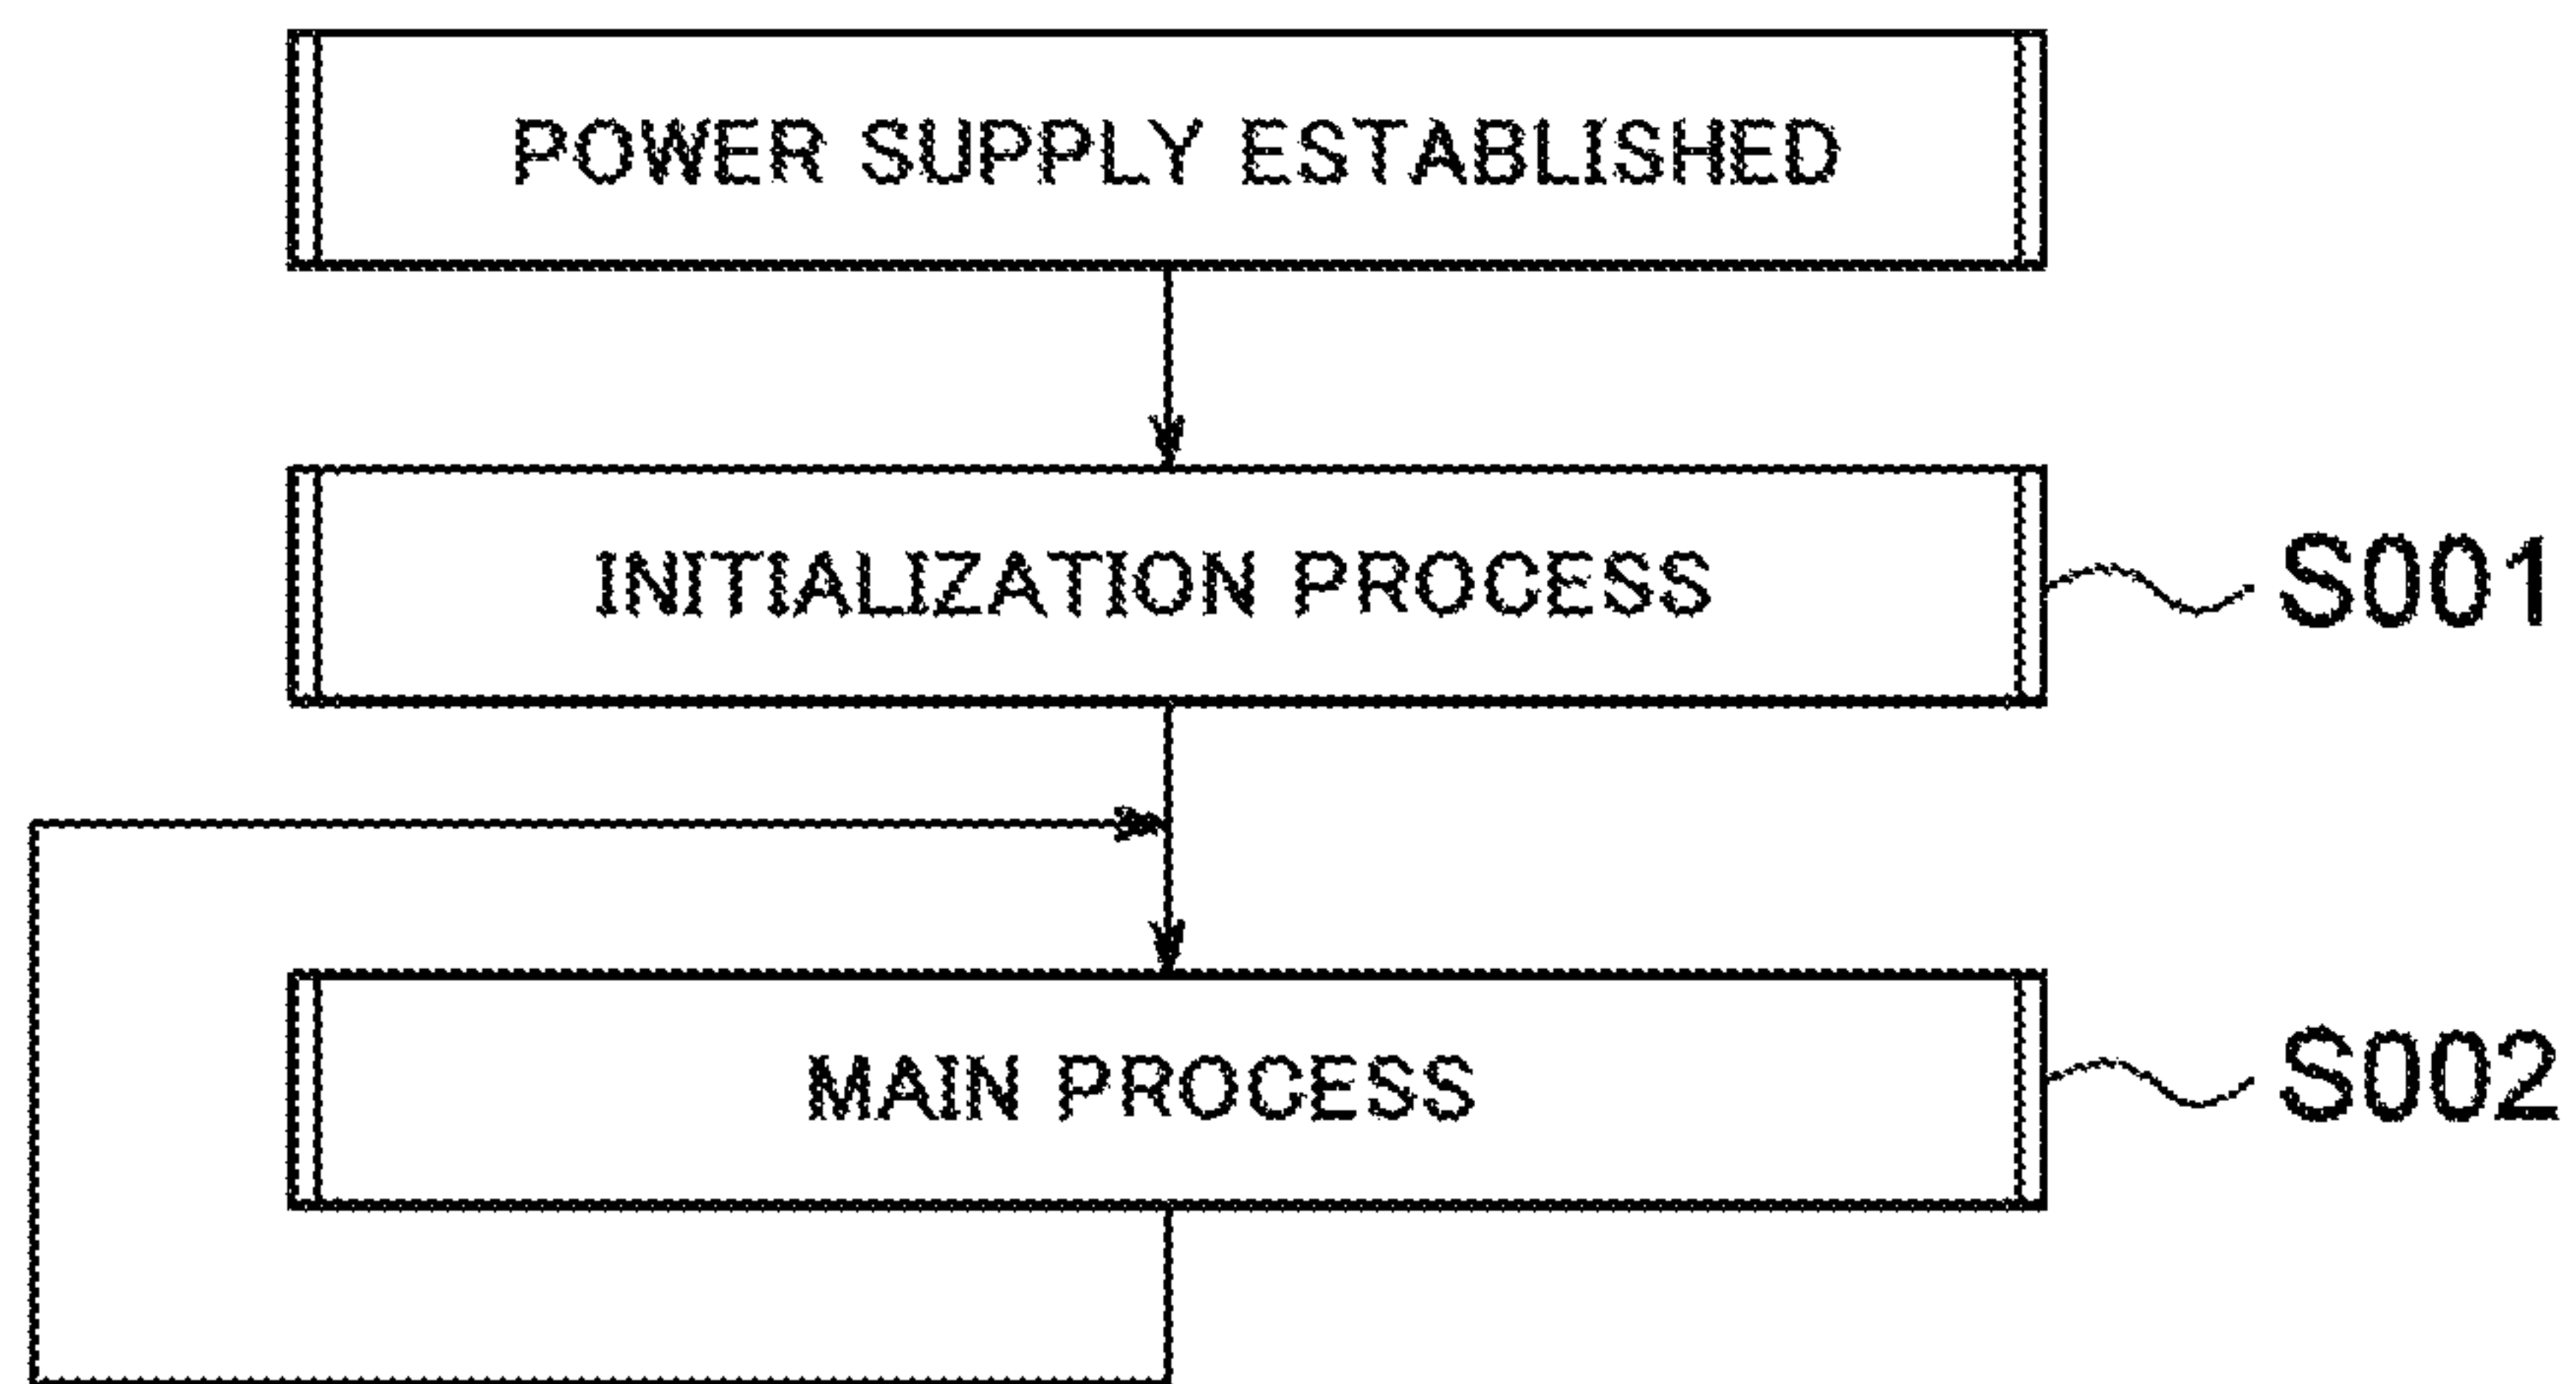 POWER SUPPLY ESTABLISHED
INITIALIZATION PROCESS
S001
MAIN PROCESS
S002